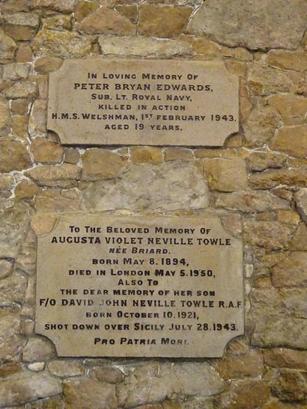 IN LOVING MEMORY OF
PETER BRYAN EDWARDS,
SUB. LT ROYAL NAVY,
KILLED IN ACTION
H.M.S. WELSHMAN, 1ST FEBRUARY 1943.
AGED 19 YEARS.
TO THE BELOVED MEMORY OF
AUGUSTA VIOLET NEVILLE TOWLE
NÉE BRIARD.
BORN MAY 8. 1894,
DIED IN LONDON MAY 5. 1950,
ALSO TO
THE DEAR MEMORY OF HER SON
F/O DAVID JOHN NEVILLE TOWLE R.A.F.
BORN OCTOBER 10. 1921,
SHOT DOWN OVER SICILY JULY 28. 1943.
PRO PATRIA MORI.